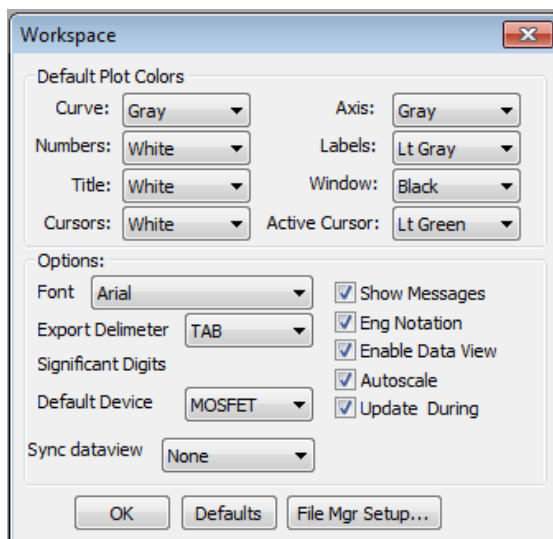 Workspace
Default Plot Colors
Curve: Gray Axis: Gray
Numbers: White Labels: Lt Gray
Title: White Window: Black
Cursors: White Active Cursor: Lt Green
Options:
Font Arial Show Messages
Export Delimeter TAB Eng Notation
Enable Data View
Significant Digits
Autoscale
Default Device MOSFET Update During
Sync dataview None
OK Defaults File Mgr Setup...